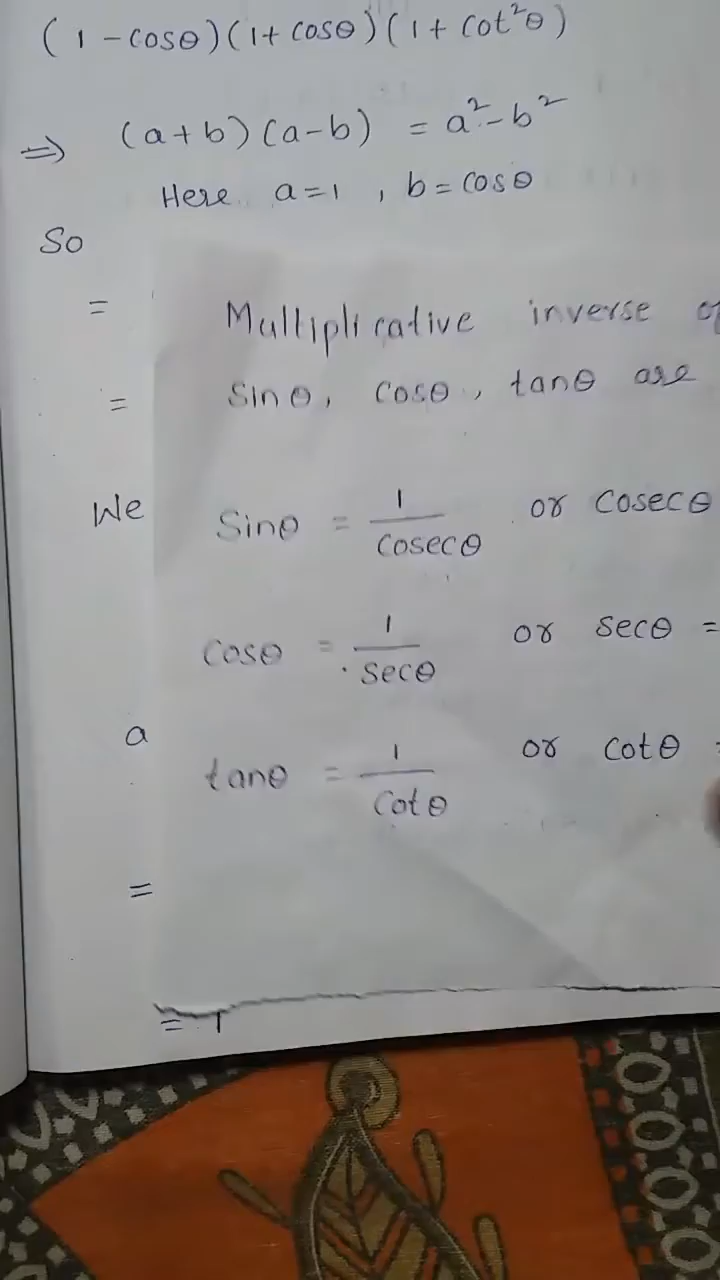 (1 - cosθ)(1 + cosθ)(1 + cot²θ)
⇒ (a + b)(a - b) = a² - b²
Here a = 1, b = cosθ
So
= Multiplicative inverse
= Sinθ, cosθ, tanθ are
We Sinθ = 1/cosecθ or cosecθ
cosθ = 1/secθ or secθ =
a
tanθ = 1/cotθ or cotθ
=
= 1